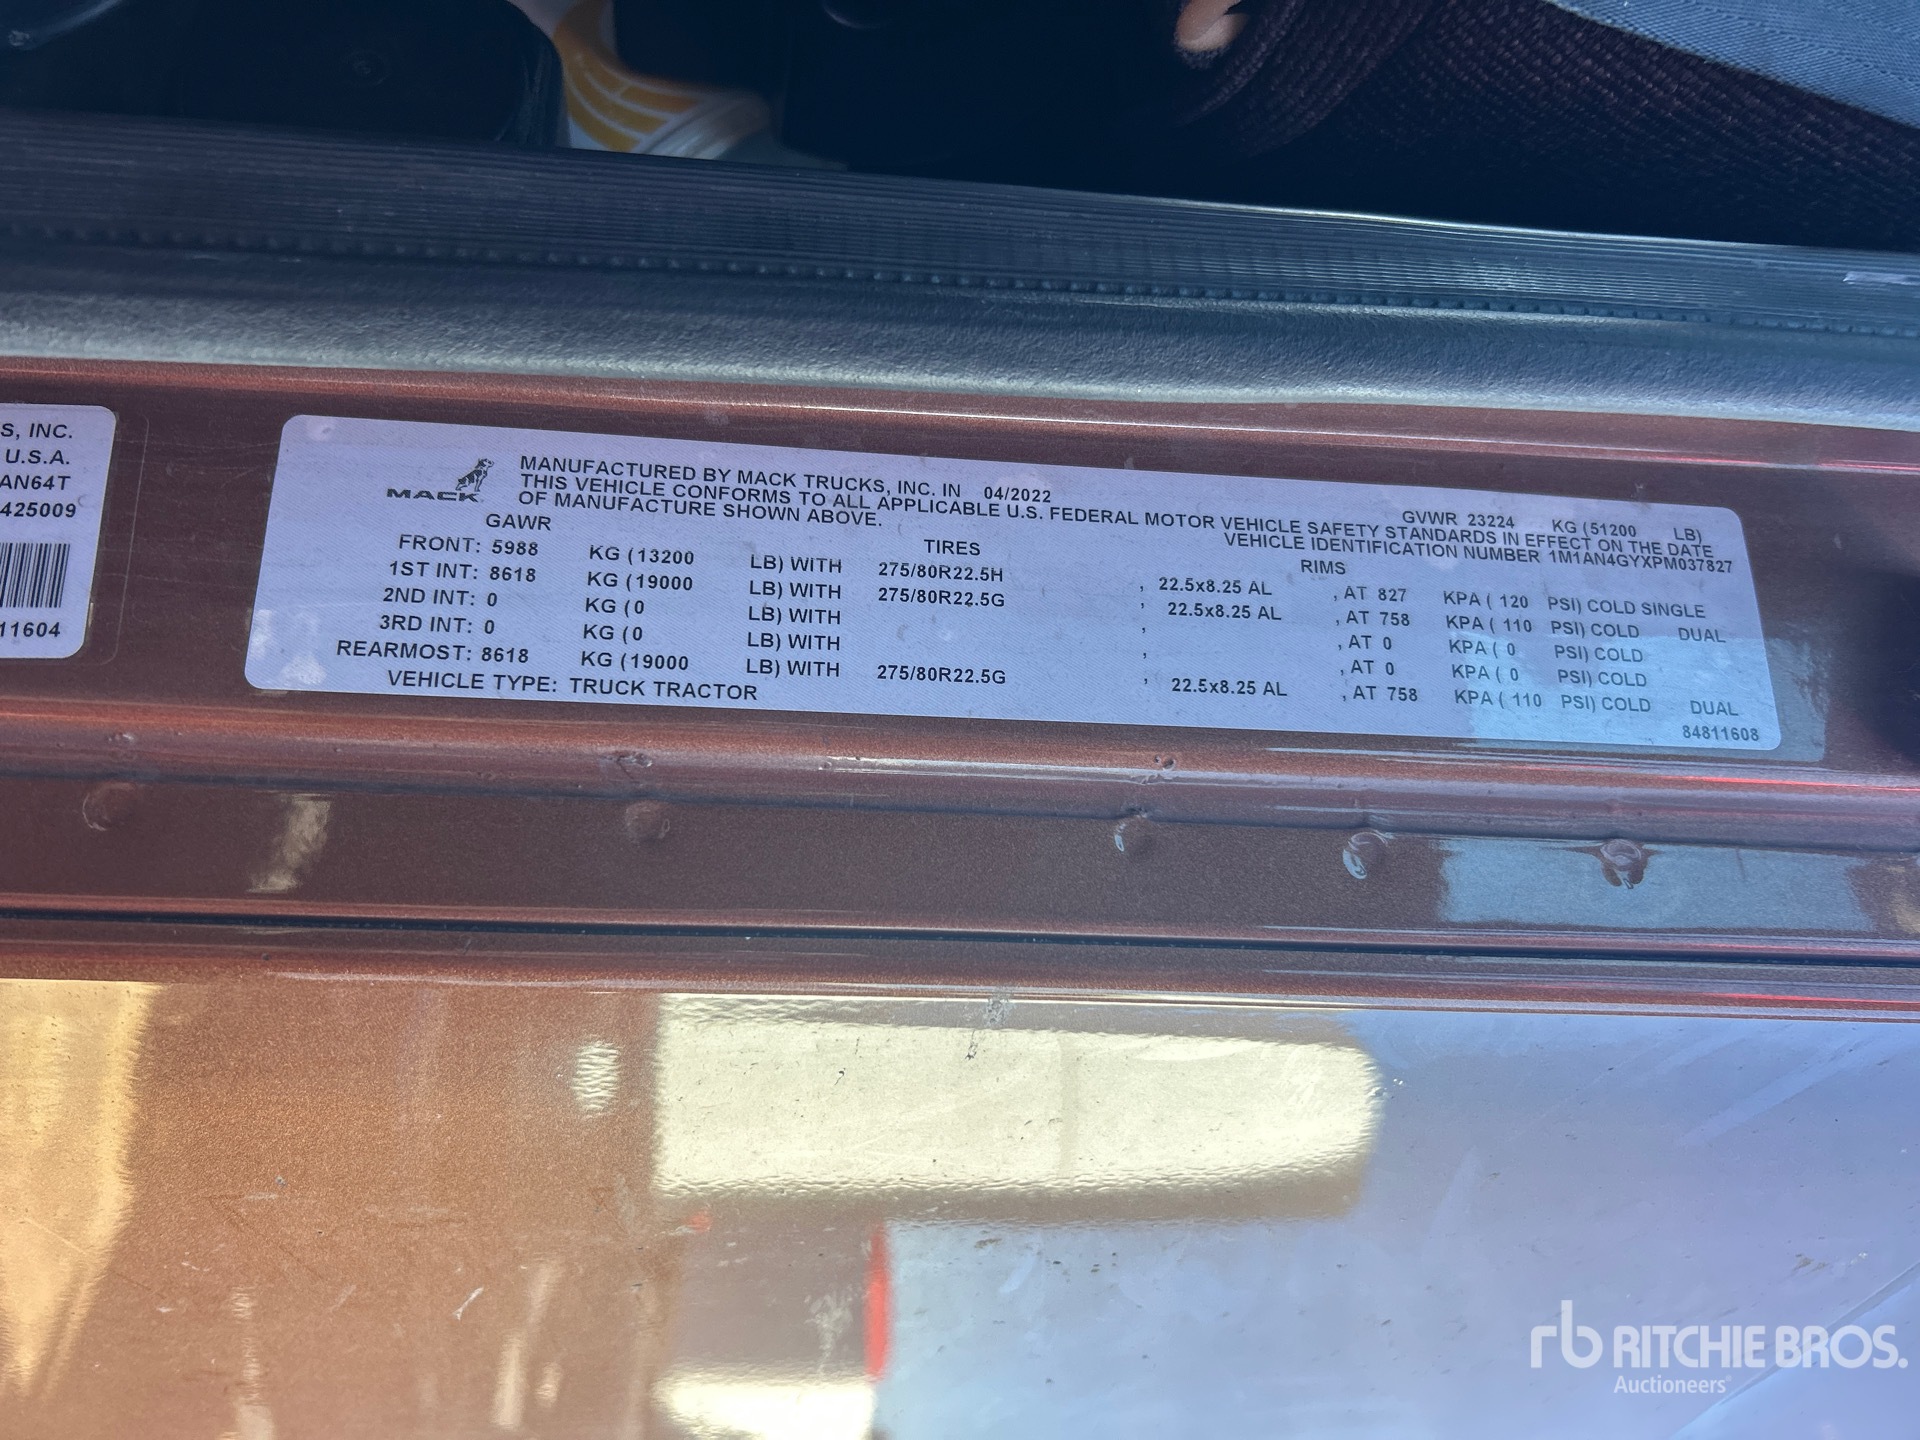 S, INC.
U.S.A.
AN64T
425009
11604
MACK
MANUFACTURED BY MACK TRUCKS, INC. IN 04/2022
THIS VEHICLE CONFORMS TO ALL APPLICABLE U.S. FEDERAL MOTOR VEHICLE SAFETY STANDARDS IN EFFECT ON THE DATE
OF MANUFACTURE SHOWN ABOVE.
GVWR 23224 KG (51200 LB)
VEHICLE IDENTIFICATION NUMBER 1M1AN4GYXPM037827
GAWR TIRES RIMS
FRONT: 5988 KG (13200 LB) WITH 275/80R22.5H , 22.5x8.25 AL , AT 827 KPA ( 120 PSI) COLD SINGLE
1ST INT: 8618 KG (19000 LB) WITH 275/80R22.5G , 22.5x8.25 AL , AT 758 KPA ( 110 PSI) COLD DUAL
2ND INT: 0 KG (0 LB) WITH , , AT 0 KPA ( 0 PSI) COLD
3RD INT: 0 KG (0 LB) WITH , , AT 0 KPA ( 0 PSI) COLD
REARMOST: 8618 KG (19000 LB) WITH 275/80R22.5G , 22.5x8.25 AL , AT 758 KPA ( 110 PSI) COLD DUAL
VEHICLE TYPE: TRUCK TRACTOR
84811608
rb RITCHIE BROS.
Auctioneers